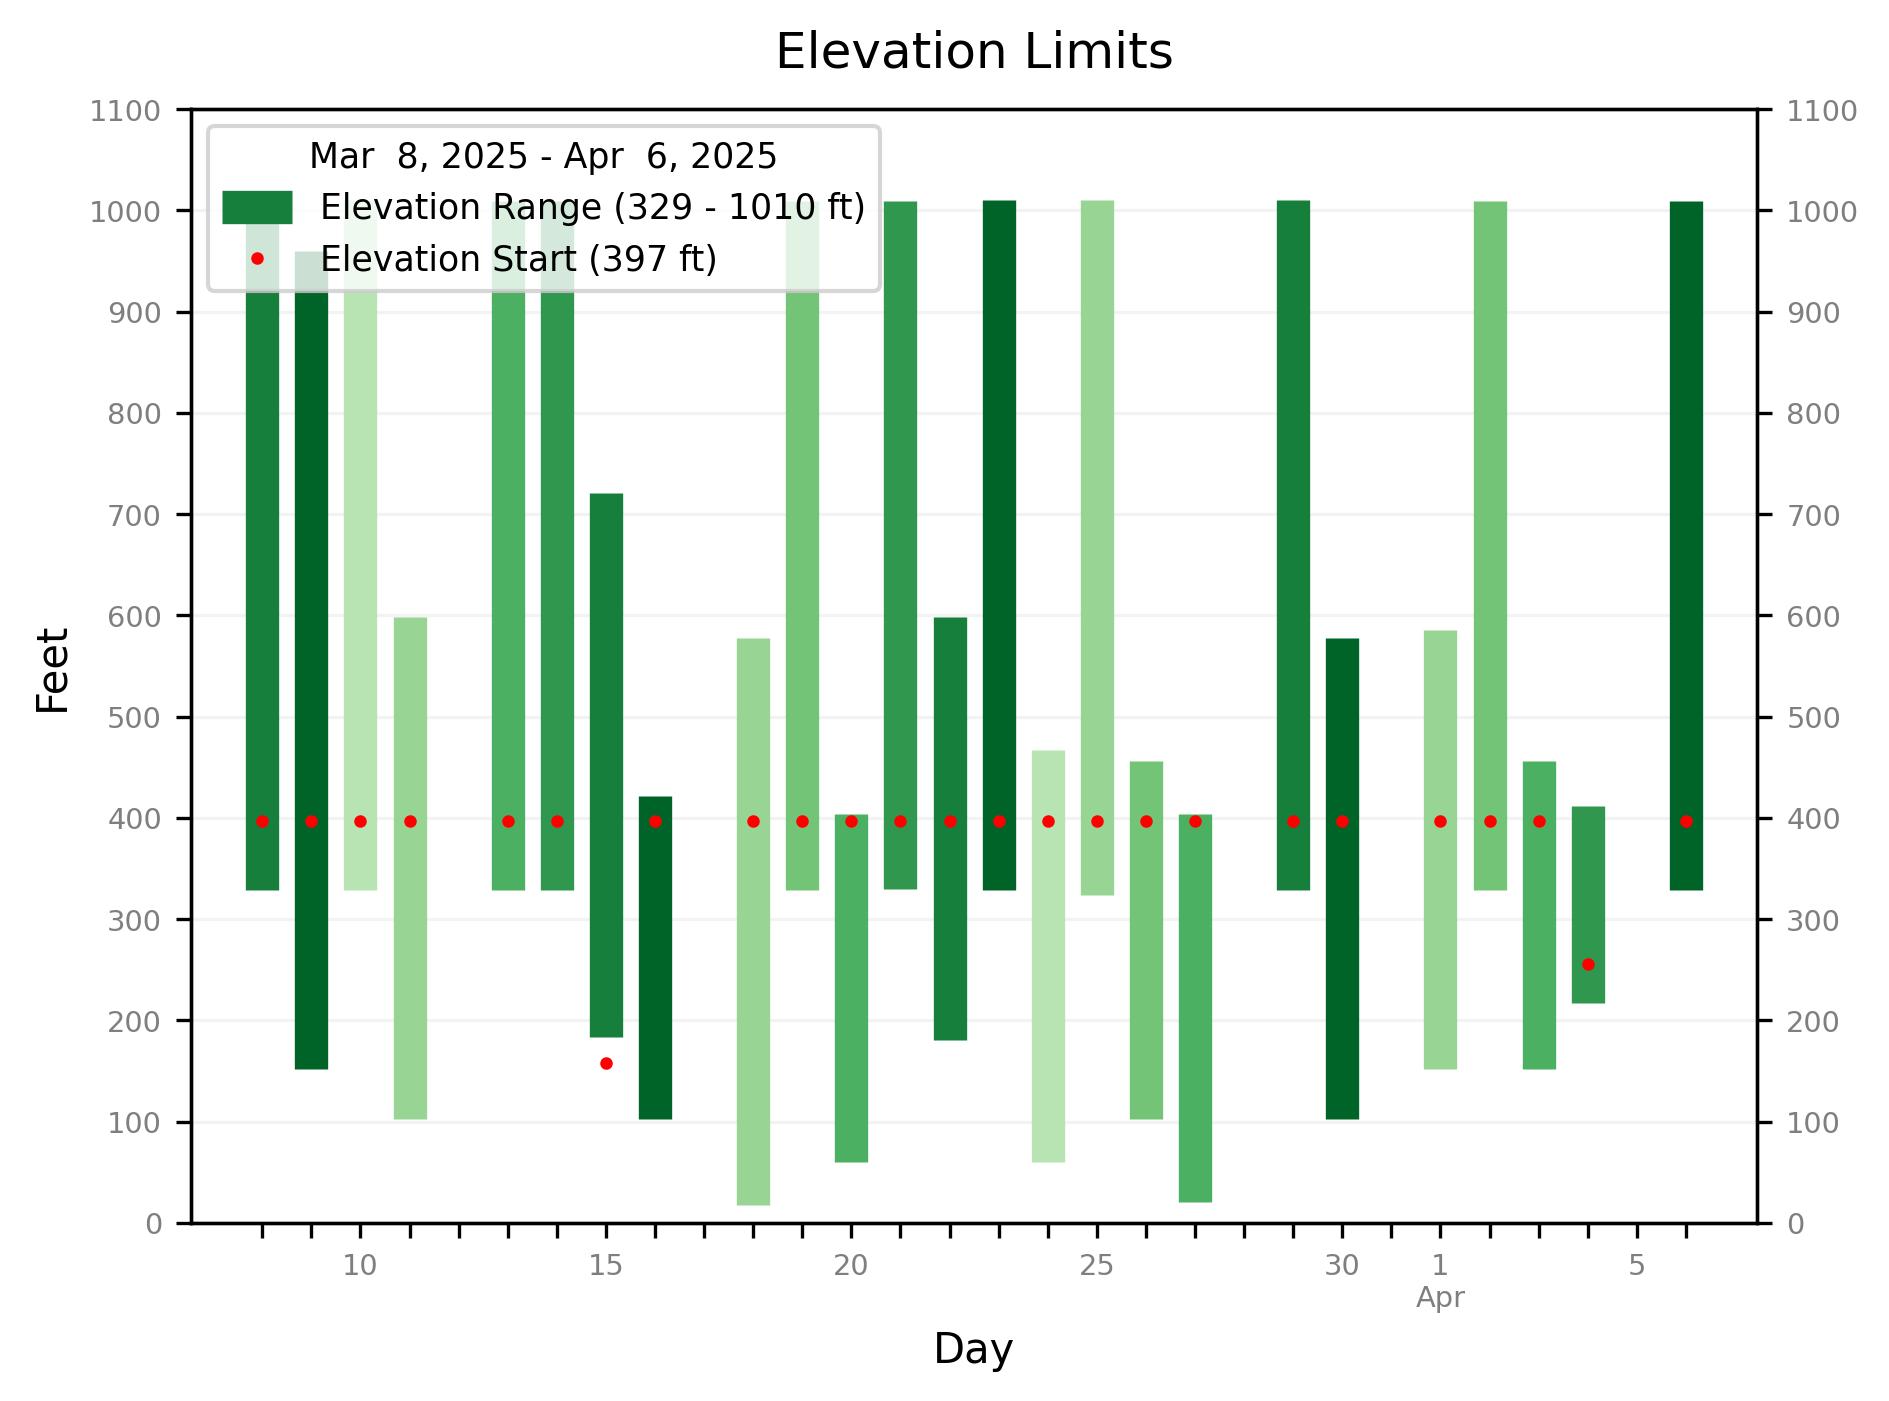 Elevation Limits
Mar  8, 2025 - Apr  6, 2025
Elevation Range (329 - 1010 ft)
Elevation Start (397 ft)
1100 1100
1000 1000
900 900
800 800
700 700
600 600
500 500
400 400
300 300
200 200
100 100
0 0
Feet
10 15 20 25 30 1 5
Apr
Day